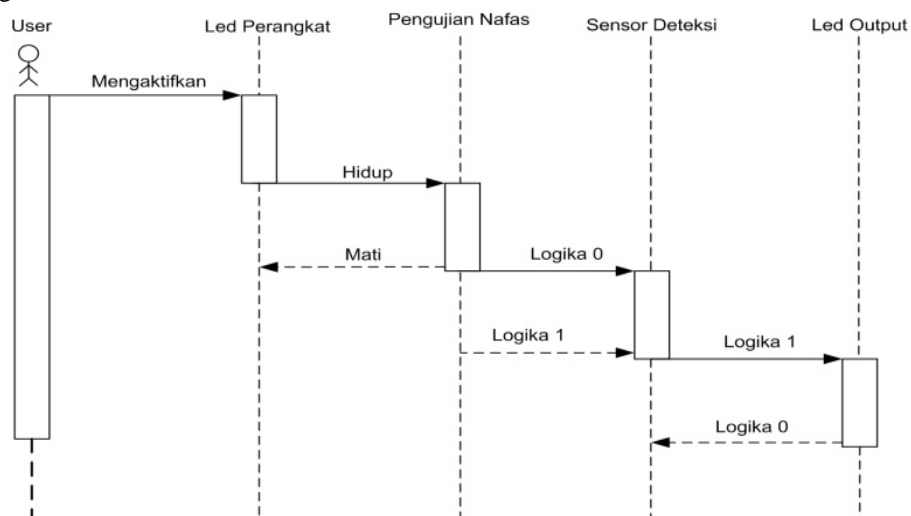 User
Led Perangkat
Pengujian Nafas
Sensor Deteksi
Led Output
Mengaktifkan
Hidup
Mati
Logika 0
Logika 1
Logika 1
Logika 0